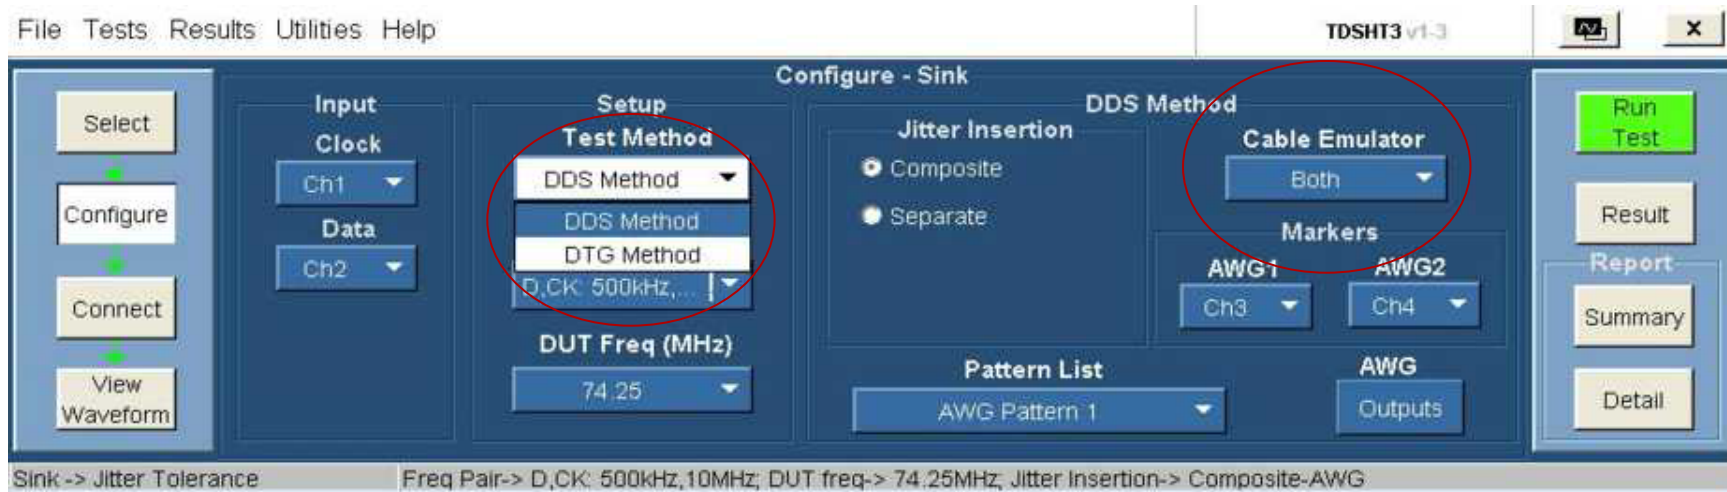 File Tests Results Utilities Help
TDSHT3 v1.3
Configure - Sink
Select
Configure
Connect
View
Waveform
Input
Clock
Ch1
Data
Ch2
Setup
Test Method
DDS Method
DDS Method
DTG Method
D,CK: 500kHz,...
DUT Freq (MHz)
74.25
DDS Method
Jitter Insertion
Composite
Separate
Cable Emulator
Both
Markers
AWG1
AWG2
Ch3
Ch4
Pattern List
AWG Pattern 1
AWG
Outputs
Run
Test
Result
Report
Summary
Detail
Sink -> Jitter Tolerance
Freq Pair-> D,CK: 500kHz,10MHz; DUT freq-> 74.25MHz; Jitter Insertion-> Composite-AWG